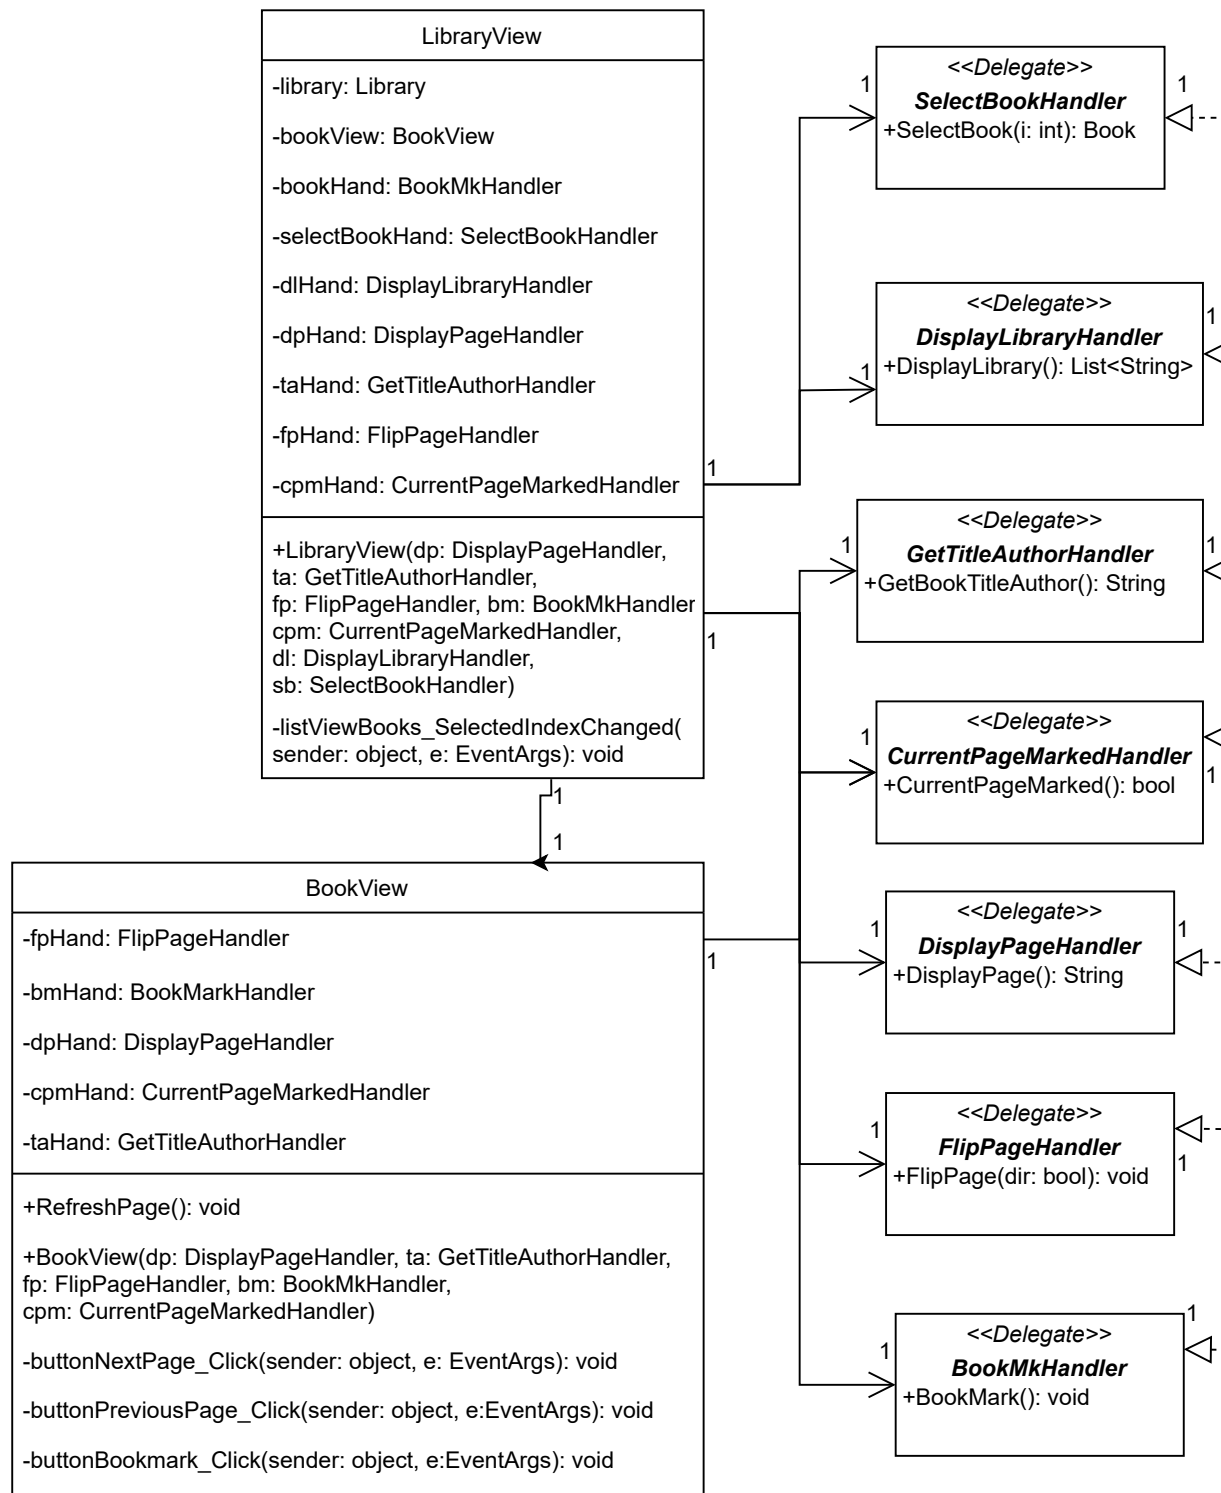 LibraryView
-library: Library
-bookView: BookView
-bookHand: BookMkHandler
-selectBookHand: SelectBookHandler
-dlHand: DisplayLibraryHandler
-dpHand: DisplayPageHandler
-taHand: GetTitleAuthorHandler
-fpHand: FlipPageHandler
-cpmHand: CurrentPageMarkedHandler
1
+LibraryView(dp: DisplayPageHandler,
ta: GetTitleAuthorHandler,
fp: FlipPageHandler, bm: BookMkHandler
cpm: CurrentPageMarkedHandler,
dl: DisplayLibraryHandler,
sb: SelectBookHandler)
1
-listViewBooks_SelectedIndexChanged(
sender: object, e: EventArgs): void
1
1
BookView
-fpHand: FlipPageHandler
-bmHand: BookMarkHandler
-dpHand: DisplayPageHandler
-cpmHand: CurrentPageMarkedHandler
-taHand: GetTitleAuthorHandler
1
+RefreshPage(): void
+BookView(dp: DisplayPageHandler, ta: GetTitleAuthorHandler,
fp: FlipPageHandler, bm: BookMkHandler,
cpm: CurrentPageMarkedHandler)
-buttonNextPage_Click(sender: object, e: EventArgs): void
-buttonPreviousPage_Click(sender: object, e:EventArgs): void
-buttonBookmark_Click(sender: object, e:EventArgs): void
1
<<Delegate>>
SelectBookHandler
+SelectBook(i: int): Book
1
1
<<Delegate>>
DisplayLibraryHandler
+DisplayLibrary(): List<String>
1
1
<<Delegate>>
GetTitleAuthorHandler
+GetBookTitleAuthor(): String
1
1
<<Delegate>>
CurrentPageMarkedHandler
+CurrentPageMarked(): bool
1
1
<<Delegate>>
DisplayPageHandler
+DisplayPage(): String
1
1
<<Delegate>>
FlipPageHandler
+FlipPage(dir: bool): void
1
1
<<Delegate>>
BookMkHandler
+BookMark(): void
1